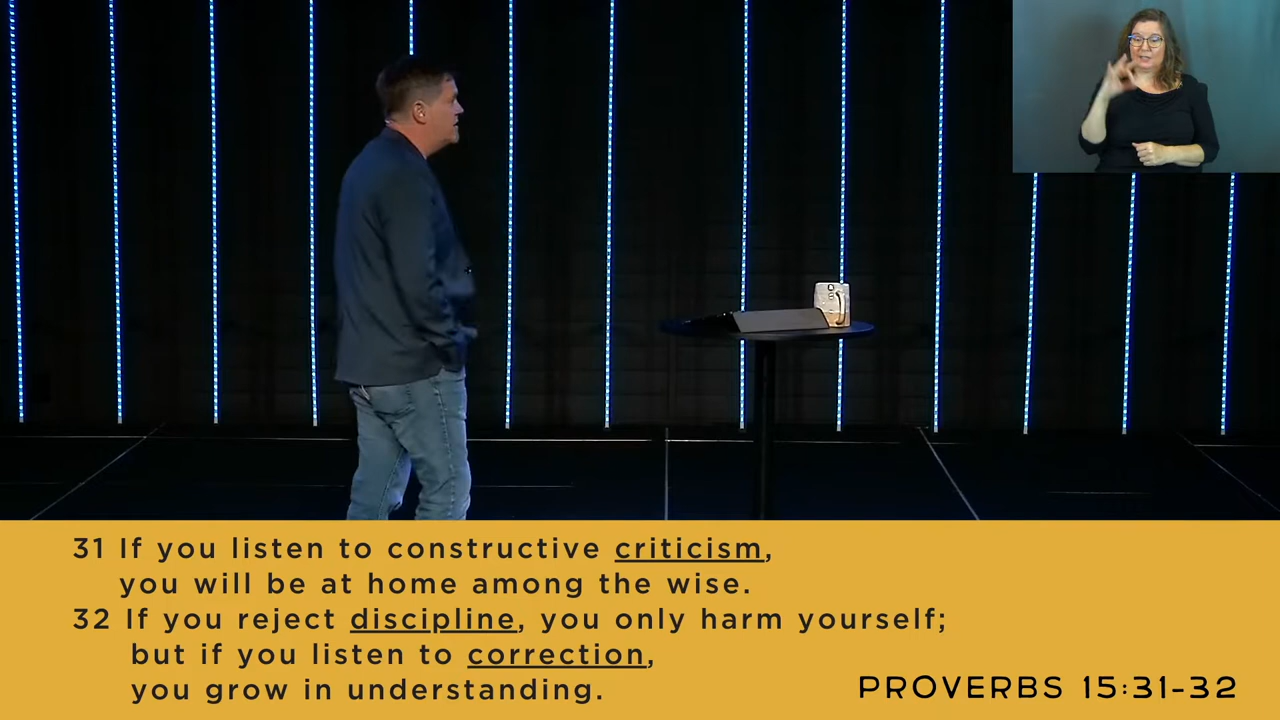 31 If you listen to constructive criticism,
you will be at home among the wise.
32 If you reject discipline, you only harm yourself;
but if you listen to correction,
you grow in understanding.
PROVERBS 15:31-32